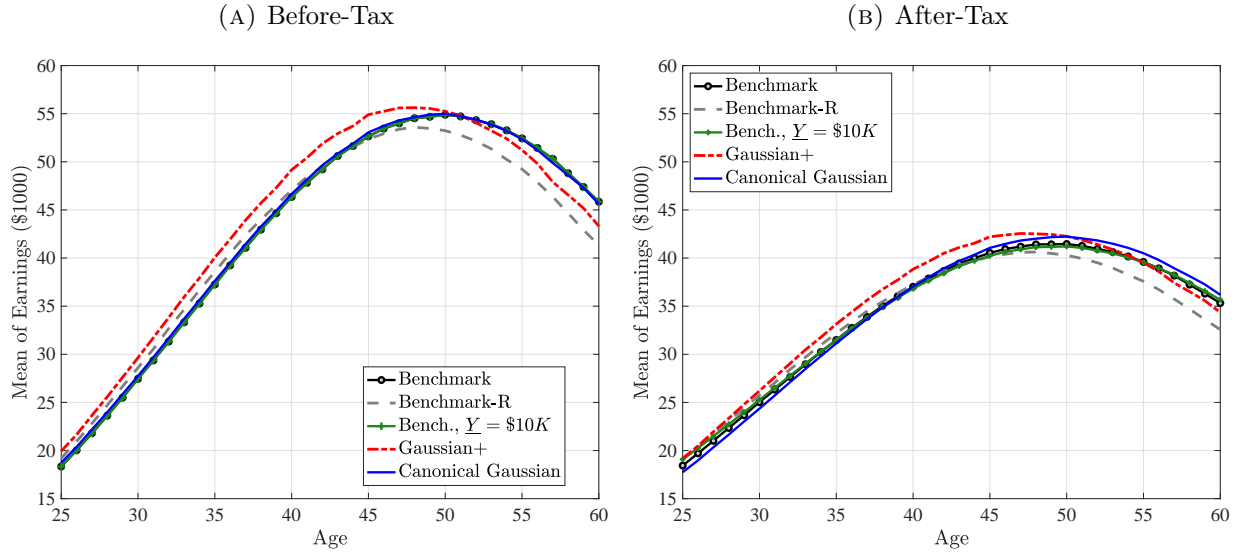 (A) Before-Tax
60
55
50
45
40
35
30
25
20
15
Mean of Earnings ($1000)
Benchmark
Benchmark-R
Bench., Y = $10K
Gaussian+
Canonical Gaussian
25 30 35 40 45 50 55 60
Age
(B) After-Tax
60
55
50
45
40
35
30
25
20
15
Mean of Earnings ($1000)
Benchmark
Benchmark-R
Bench., Y = $10K
Gaussian+
Canonical Gaussian
25 30 35 40 45 50 55 60
Age